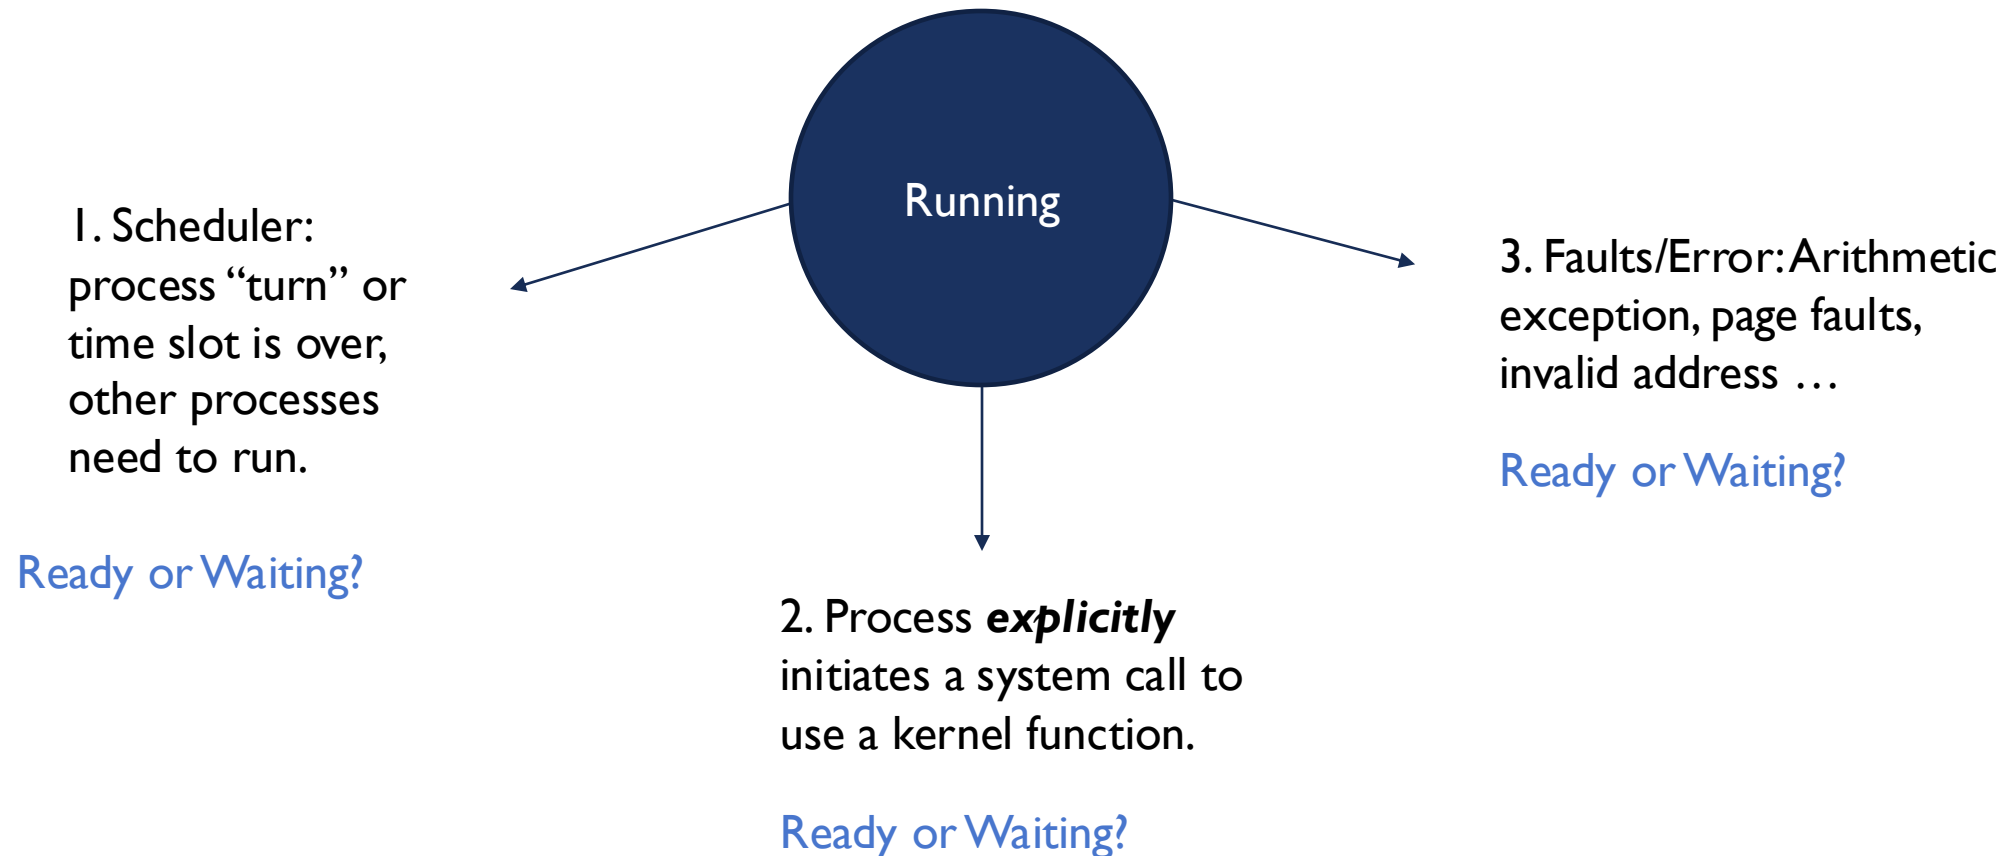 Running
1. Scheduler:
process “turn” or
time slot is over,
other processes
need to run.
Ready or Waiting?
2. Process explicitly
initiates a system call to
use a kernel function.
Ready or Waiting?
3. Faults/Error: Arithmetic
exception, page faults,
invalid address …
Ready or Waiting?